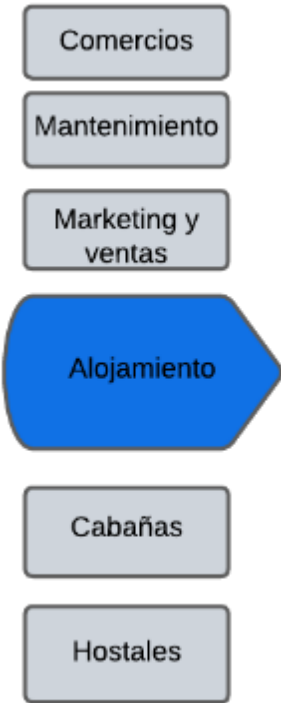 Comercios
Mantenimiento
Marketing y
ventas
Alojamiento
Cabañas
Hostales